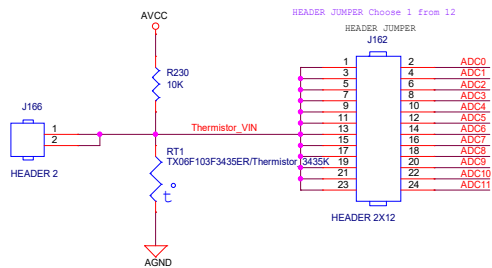 HEADER JUMPER Choose 1 from 12
AVCC
HEADER JUMPER
J162
R230
10K
J166
1
2
HEADER 2
Thermistor_VIN
RT1
TX06F103F3435ER/Thermistor_3435K
t °
AGND
1 2 ADC0
3 4 ADC1
5 6 ADC2
7 8 ADC3
9 10 ADC4
11 12 ADC5
13 14 ADC6
15 16 ADC7
17 18 ADC8
19 20 ADC9
21 22 ADC10
23 24 ADC11
HEADER 2X12